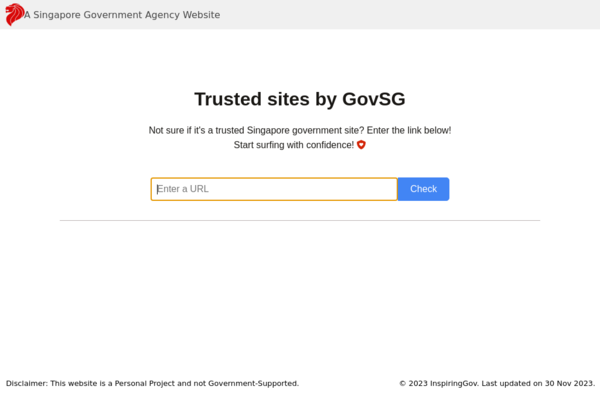 A Singapore Government Agency Website
Trusted sites by GovSG
Not sure if it's a trusted Singapore government site? Enter the link below!
Start surfing with confidence!
Enter a URL
Check
Disclaimer: This website is a Personal Project and not Government-Supported.
© 2023 InspiringGov. Last updated on 30 Nov 2023.